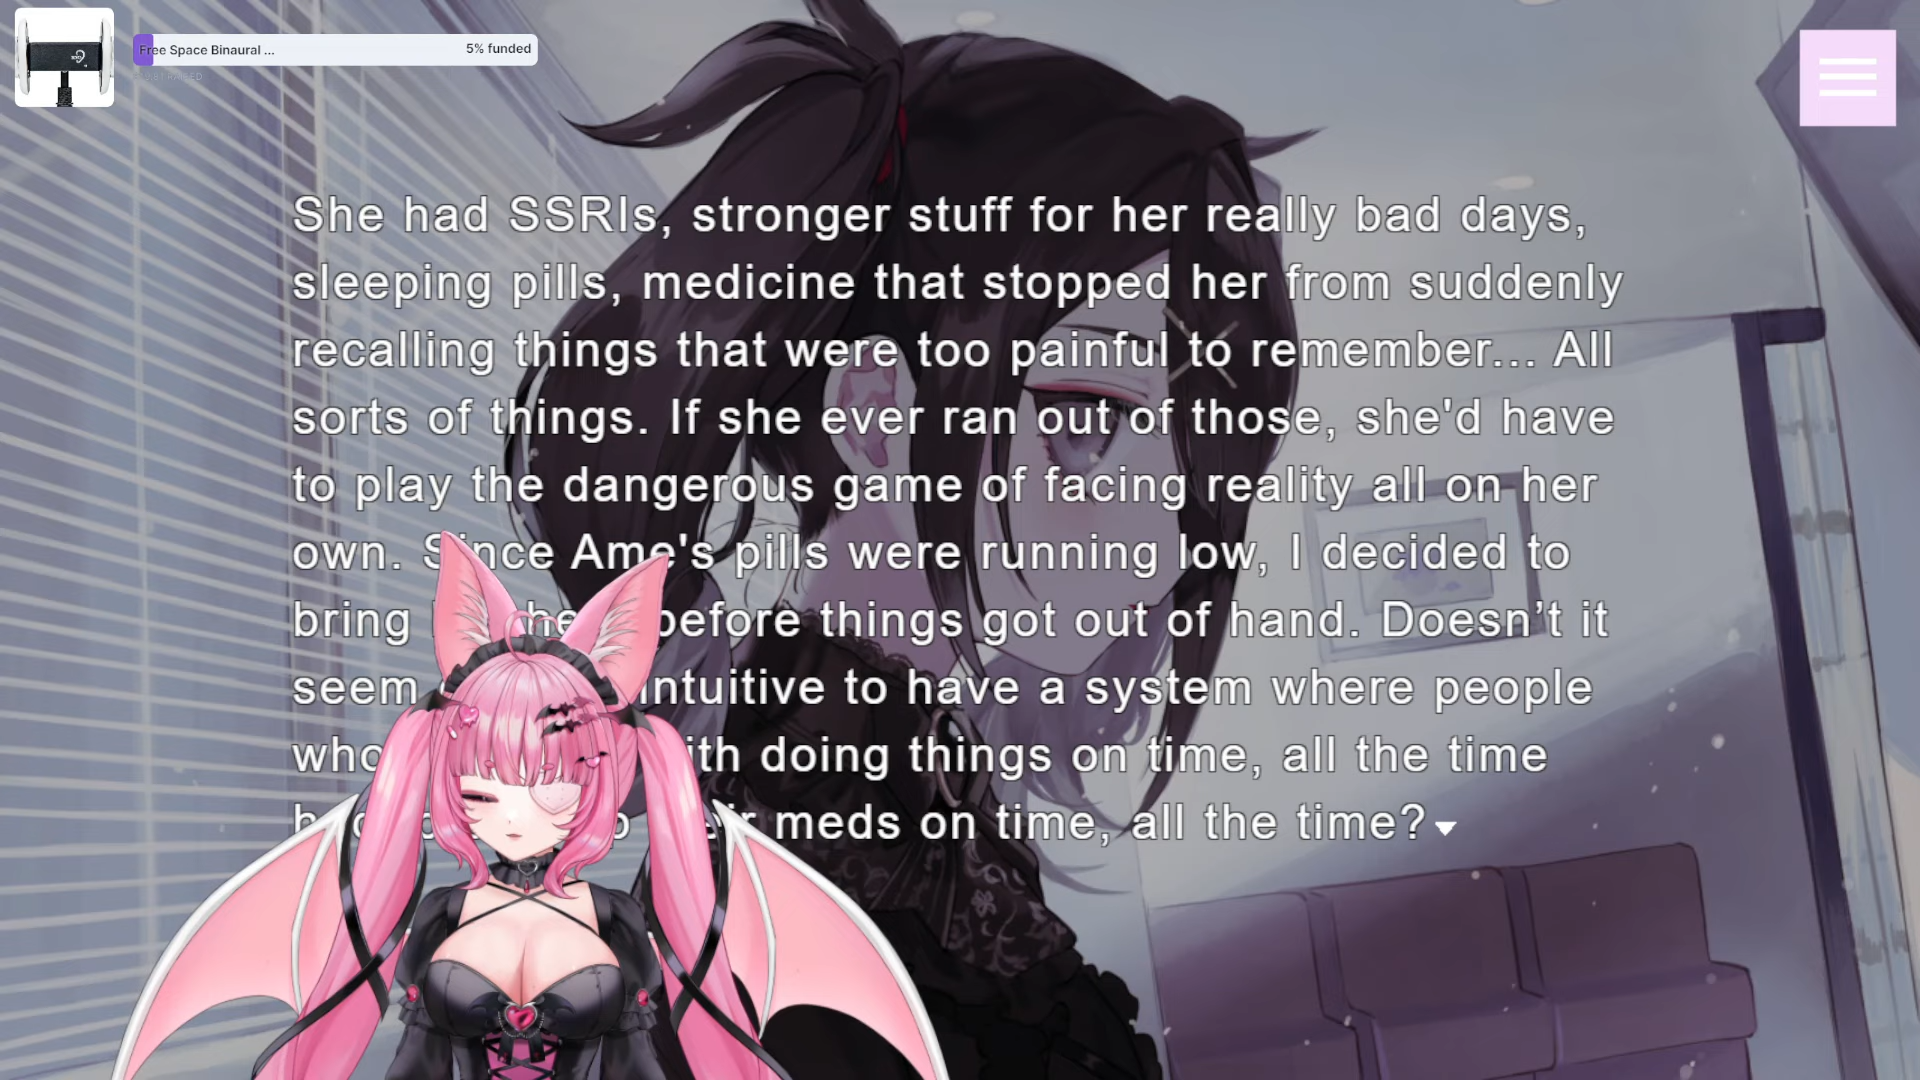 Free Space Binaural ...
5% funded
She had SSRIs, stronger stuff for her really bad days,
sleeping pills, medicine that stopped her from suddenly
recalling things that were too painful to remember... All
sorts of things. If she ever ran out of those, she'd have
to play the dangerous game of facing reality all on her
own. Since Ame's pills were running low, I decided to
bring before things got out of hand. Doesn’t it
seem intuitive to have a system where people
who with doing things on time, all the time
meds on time, all the time?